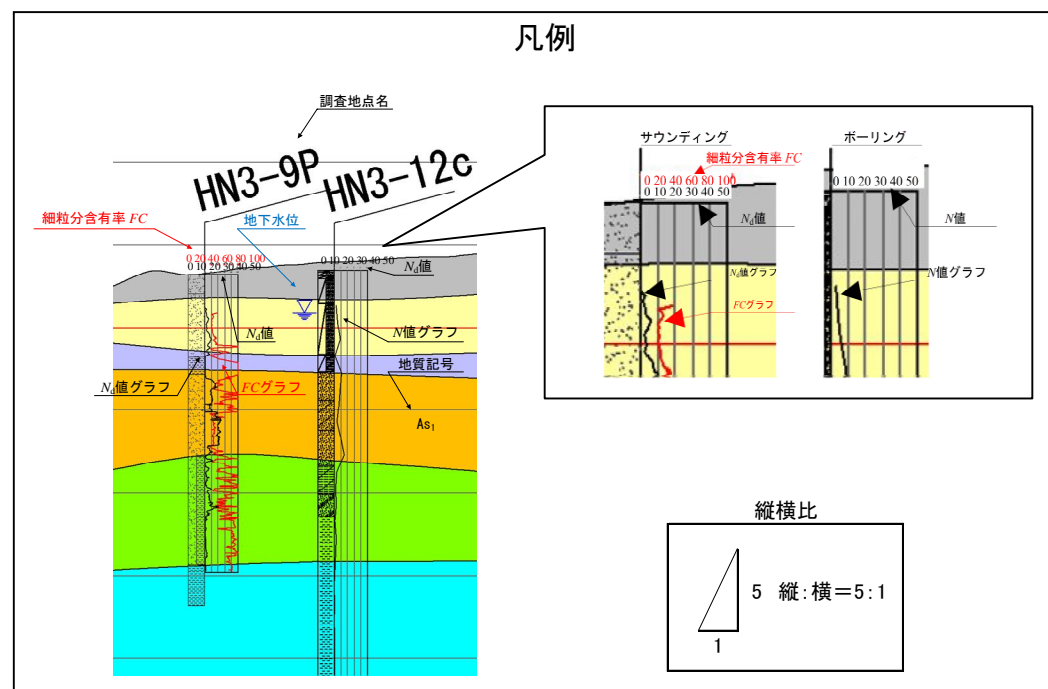 凡例
調査地点名
HN3-9P
HN3-12c
細粒分含有率 FC
地下水位
0 20 40 60 80 100
0 10 20 30 40 50
0 10 20 30 40 50
Nd値
Nd値
N値グラフ
地質記号
Nd値グラフ
FCグラフ
As1
サウンディング
細粒分含有率 FC
0 20 40 60 80 100
0 10 20 30 40 50
Nd値
Nd値グラフ
FCグラフ
ボーリング
0 10 20 30 40 50
N値
N値グラフ
縦横比
5 縦:横=5:1
1